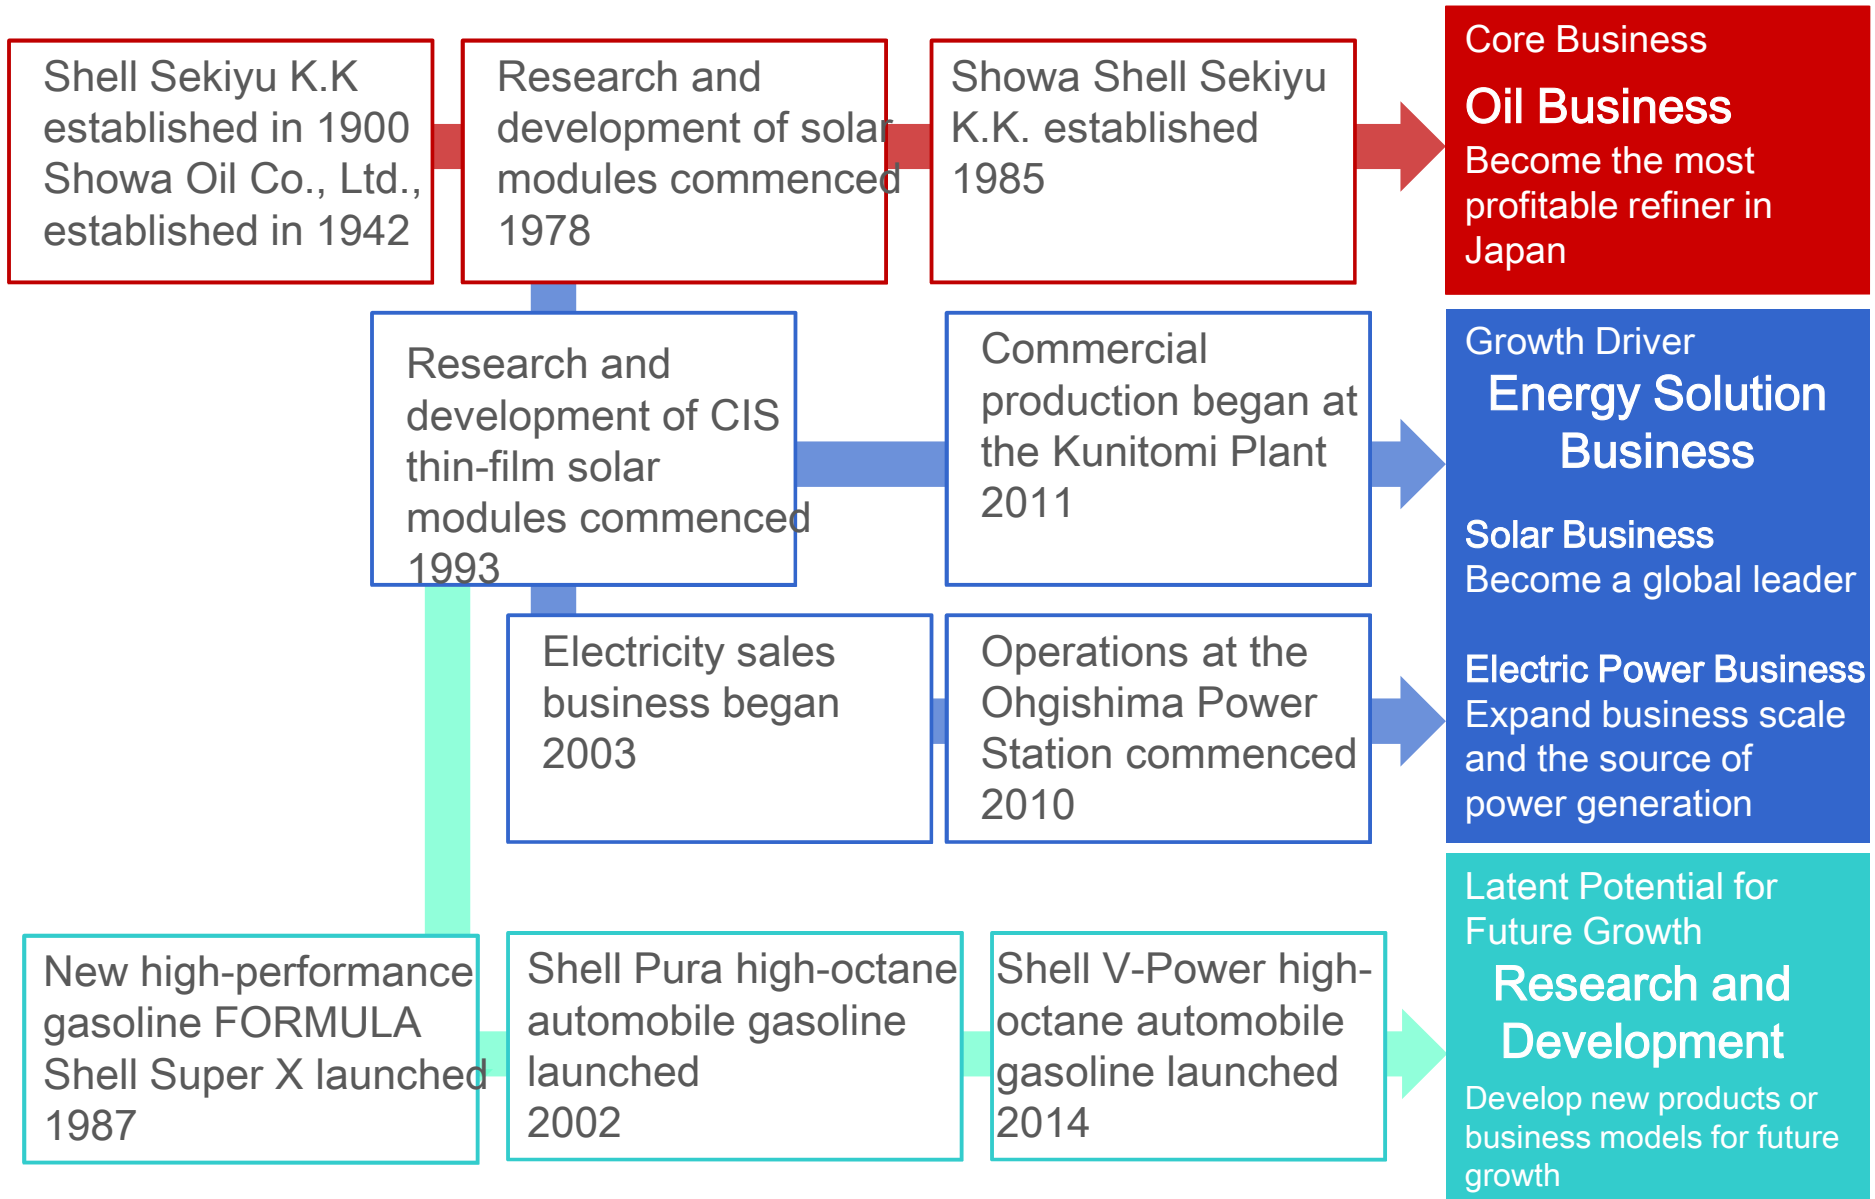 Shell Sekiyu K.K
established in 1900
Showa Oil Co., Ltd.,
established in 1942
Research and
development of solar
modules commenced
1978
Showa Shell Sekiyu
K.K. established
1985
Core Business
Oil Business
Become the most
profitable refiner in
Japan
Research and
development of CIS
thin-film solar
modules commenced
1993
Commercial
production began at
the Kunitomi Plant
2011
Growth Driver
Energy Solution
Business
Solar Business
Become a global leader
Electric Power Business
Expand business scale
and the source of
power generation
Electricity sales
business began
2003
Operations at the
Ohgishima Power
Station commenced
2010
New high-performance
gasoline FORMULA
Shell Super X launched
1987
Shell Pura high-octane
automobile gasoline
launched
2002
Shell V-Power high-
octane automobile
gasoline launched
2014
Latent Potential for
Future Growth
Research and
Development
Develop new products or
business models for future
growth